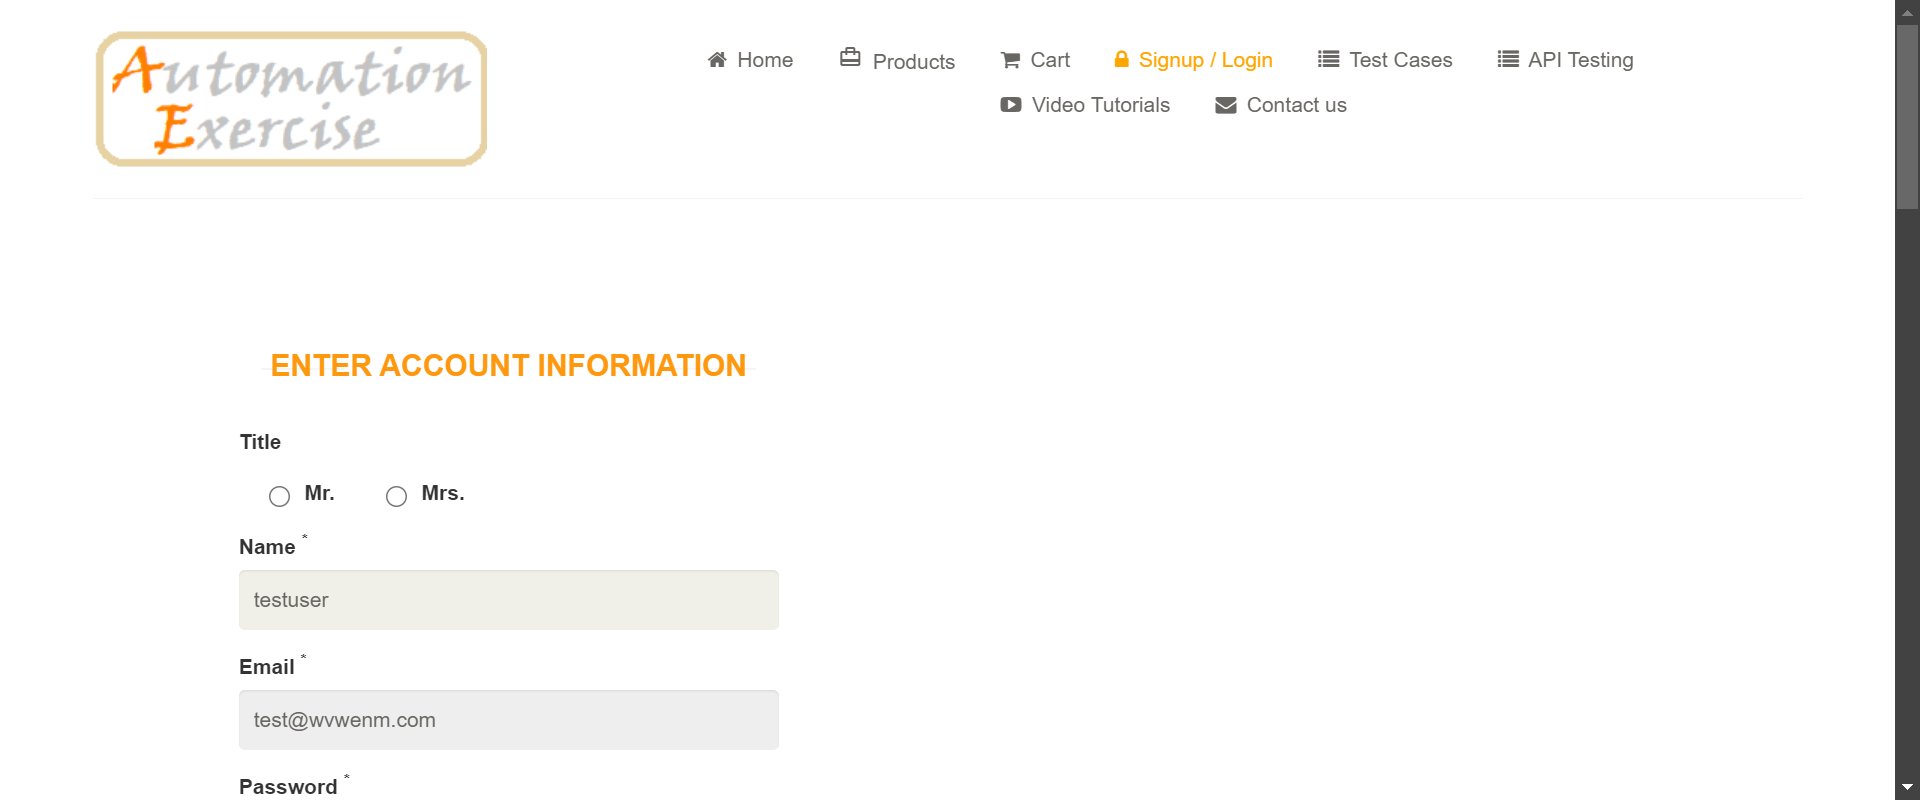 Automation
Exercise
Home Products Cart Signup / Login Test Cases API Testing
Video Tutorials Contact us
ENTER ACCOUNT INFORMATION
Title
Mr. Mrs.
Name *
testuser
Email *
test@wvwenm.com
Password *